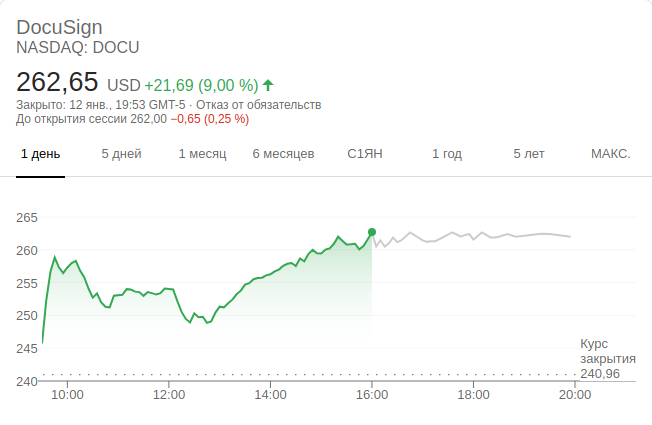 DocuSign
NASDAQ: DOCU
262,65 USD +21,69 (9,00 %)
Закрыто: 12 янв., 19:53 GMT-5 · Отказ от обязательств
До открытия сессии 262,00 −0,65 (0,25 %)
1 день 5 дней 1 месяц 6 месяцев С1ЯН 1 год 5 лет МАКС.
265
260
255
250
245
240
Курс
закрытия
240,96
10:00 12:00 14:00 16:00 18:00 20:00